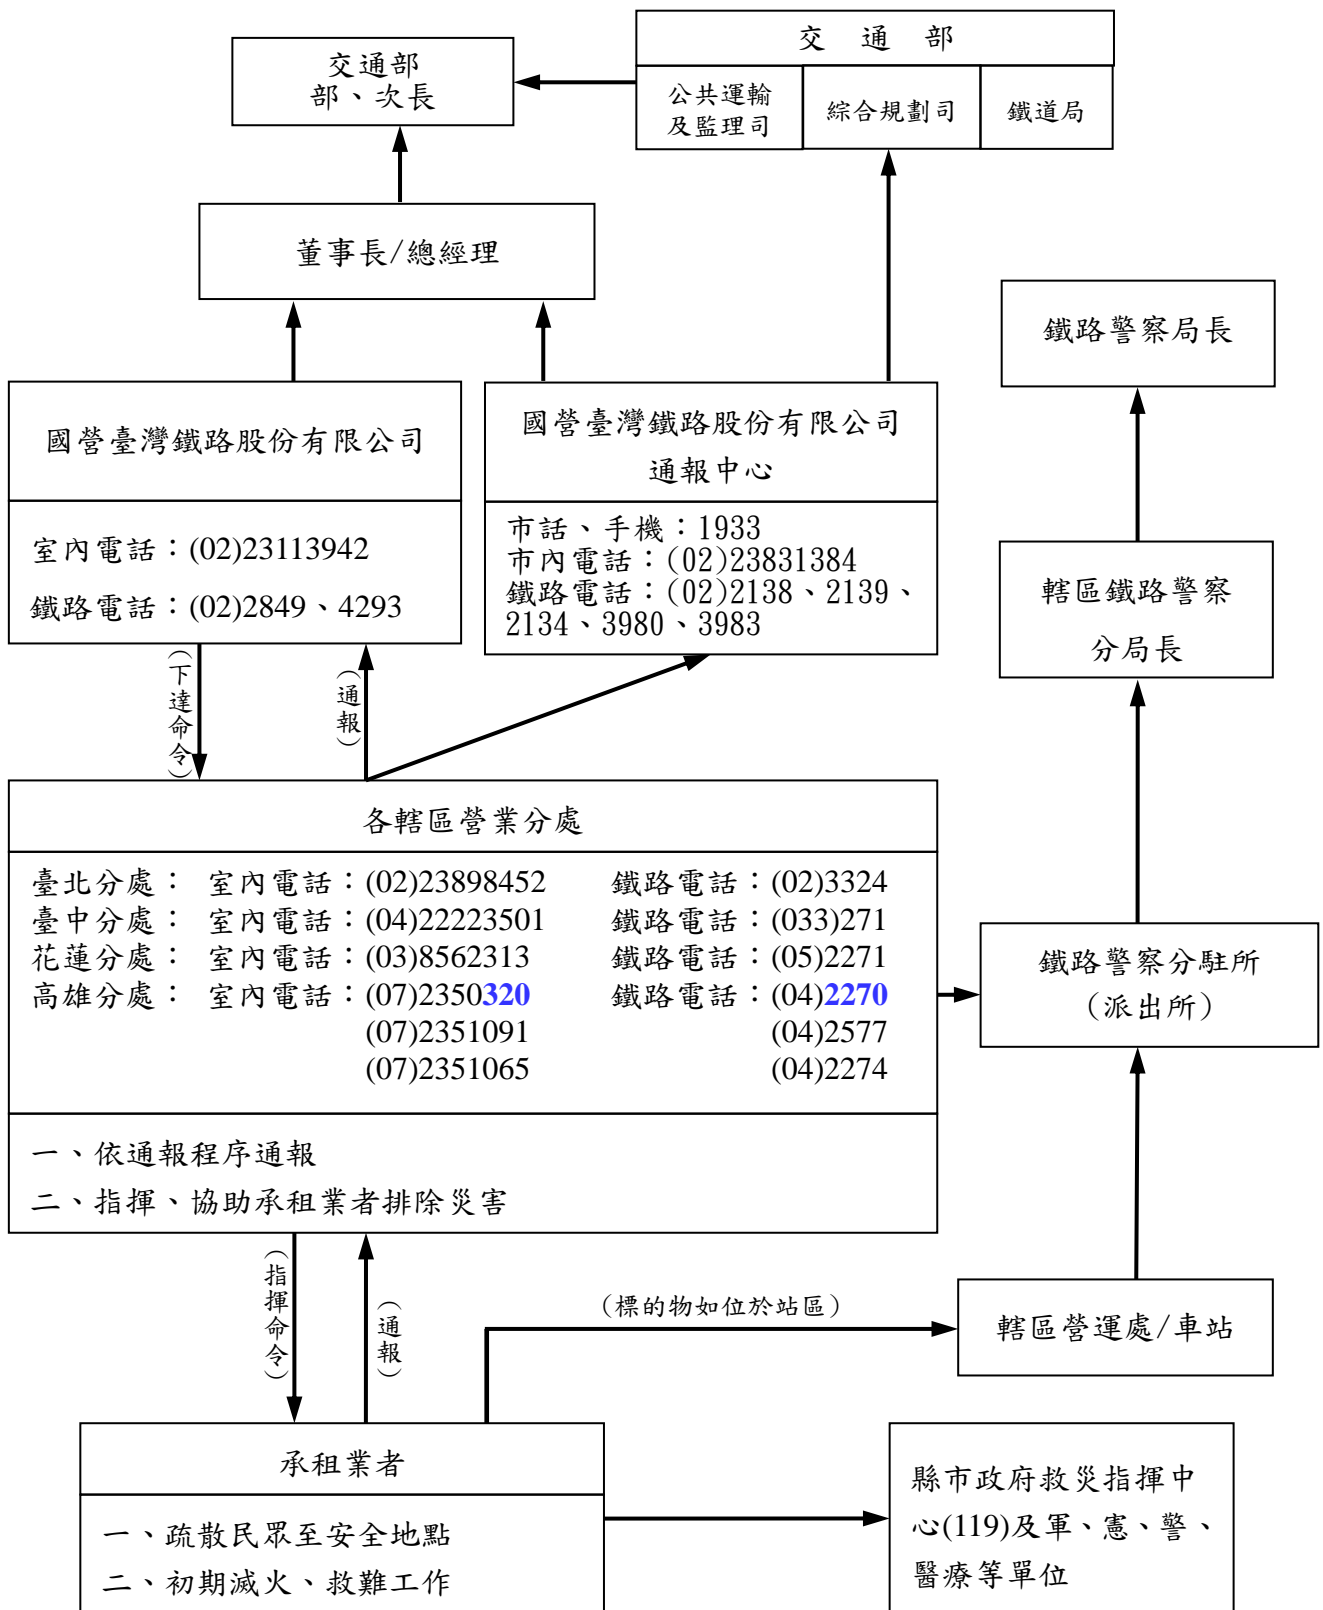 交　通　部
公共運輸
及監理司
綜合規劃司
鐵道局
交通部
部、次長
董事長/總經理
鐵路警察局長
國營臺灣鐵路股份有限公司
室內電話：(02)23113942
鐵路電話：(02)2849、4293
國營臺灣鐵路股份有限公司
通報中心
市話、手機：1933
市內電話：(02)23831384
鐵路電話：(02)2138、2139、
2134、3980、3983
轄區鐵路警察
分局長
（下達命令）
（通報）
各轄區營業分處
臺北分處： 室內電話：(02)23898452 鐵路電話：(02)3324
臺中分處： 室內電話：(04)22223501 鐵路電話：(033)271
花蓮分處： 室內電話：(03)8562313 鐵路電話：(05)2271
高雄分處： 室內電話：(07)2350320 鐵路電話：(04)2270
(07)2351091 (04)2577
(07)2351065 (04)2274
一、依通報程序通報
二、指揮、協助承租業者排除災害
鐵路警察分駐所
（派出所）
（指揮命令）
（通報）
（標的物如位於站區）
轄區營運處/車站
承租業者
一、疏散民眾至安全地點
二、初期滅火、救難工作
縣市政府救災指揮中
心(119)及軍、憲、警、
醫療等單位